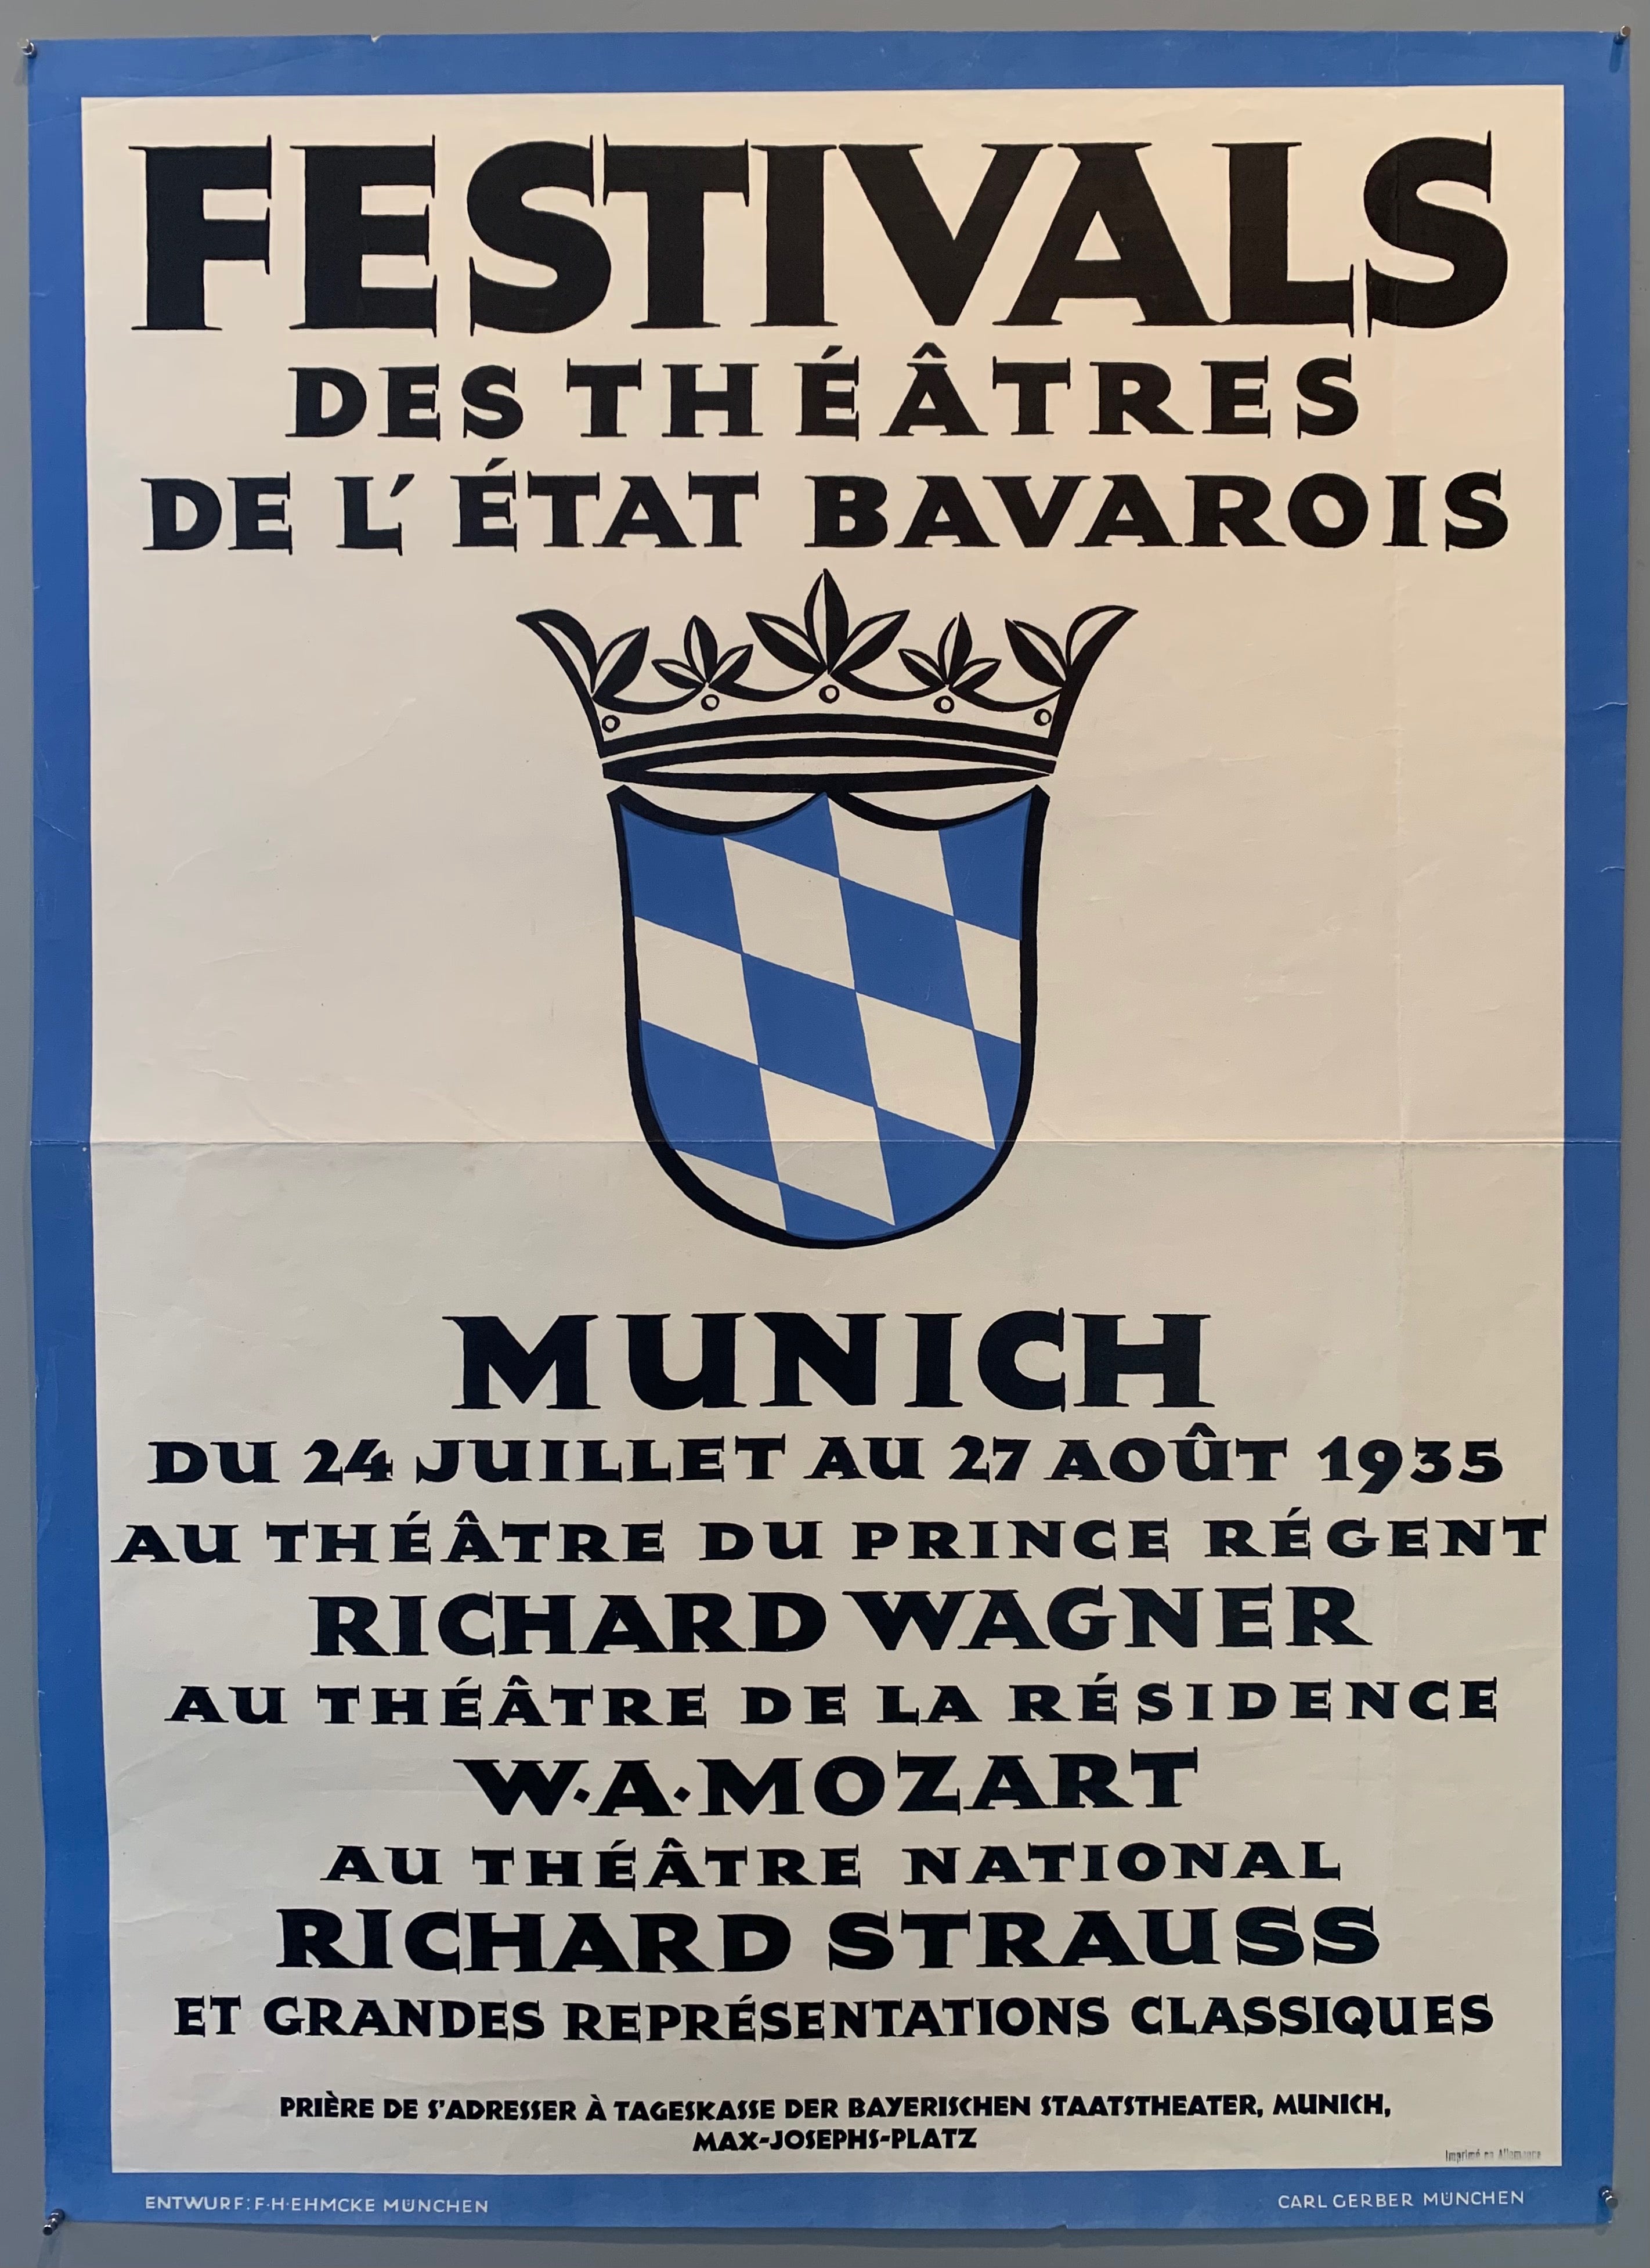 FESTIVALS
DES THÉÂTRES
DE L'ÉTAT BAVAROIS
MUNICH
DU 24 JUILLET AU 27 AOÛT 1935
AU THÉÂTRE DU PRINCE RÉGENT
RICHARD WAGNER
AU THÉÂTRE DE LA RÉSIDENCE
W·A·MOZART
AU THÉÂTRE NATIONAL
RICHARD STRAUSS
ET GRANDES REPRÉSENTATIONS CLASSIQUES
PRIÈRE DE S'ADRESSER À TAGESKASSE DER BAYERISCHEN STAATSTHEATER, MUNICH,
MAX-JOSEPHS-PLATZ
Imprimé en Allemagne
ENTWURF: F·H·EHMCKE MÜNCHEN
CARL GERBER MÜNCHEN